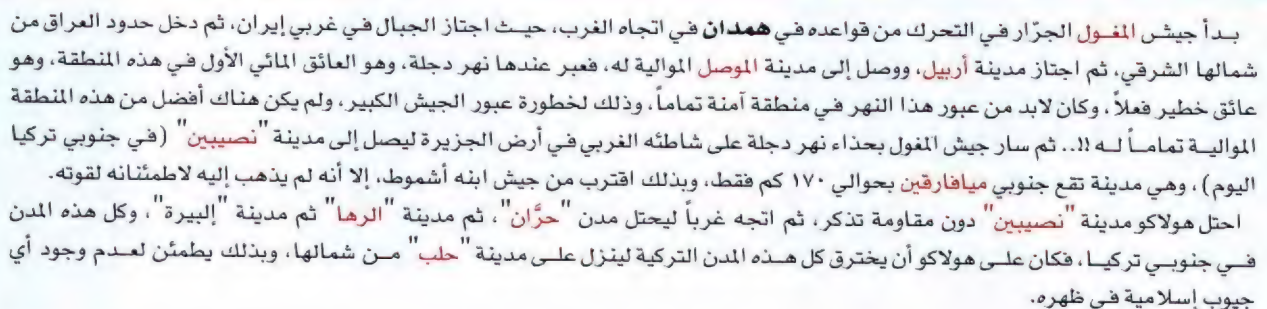 بدأ جيش المغول الجرّار في التحرك من قواعده في همدان في اتجاه الغرب، حيث اجتاز الجبال في غربي إيران، ثم دخل حدود العراق من
شمالها الشرقي، ثم اجتاز مدينة أربيل، ووصل إلى مدينة الموصل الموالية له، فعبر عندها نهر دجلة، وهو العائق المائي الأول في هذه المنطقة، وهو
عائق خطير فعلاً، وكان لابد من عبور هذا النهر في منطقة آمنة تماماً، وذلك لخطورة عبور الجيش الكبير، ولم يكن هناك أفضل من هذه المنطقة
الموالية تماماً له !!.. ثم سار جيش المغول بحذاء نهر دجلة على شاطئه الغربي في أرض الجزيرة ليصل إلى مدينة "نصيبين" (في جنوبي تركيا
اليوم)، وهي مدينة تقع جنوبي ميافارقين بحوالي ١٧٠ كم فقط، وبذلك اقترب من جيش ابنه أشموط، إلا أنه لم يذهب إليه لاطمئنانه لقوته.
احتل هولاكو مدينة "نصيبين" دون مقاومة تذكر، ثم اتجه غرباً ليحتل مدن "حرَّان"، ثم مدينة "الرها" ثم مدينة "إلبيرة"، وكل هذه المدن
في جنوبي تركيا، فكان على هولاكو أن يخترق كل هذه المدن التركية لينزل على مدينة "حلب" من شمالها، وبذلك يطمئن لعدم وجود أي
جيوب إسلامية في ظهره.